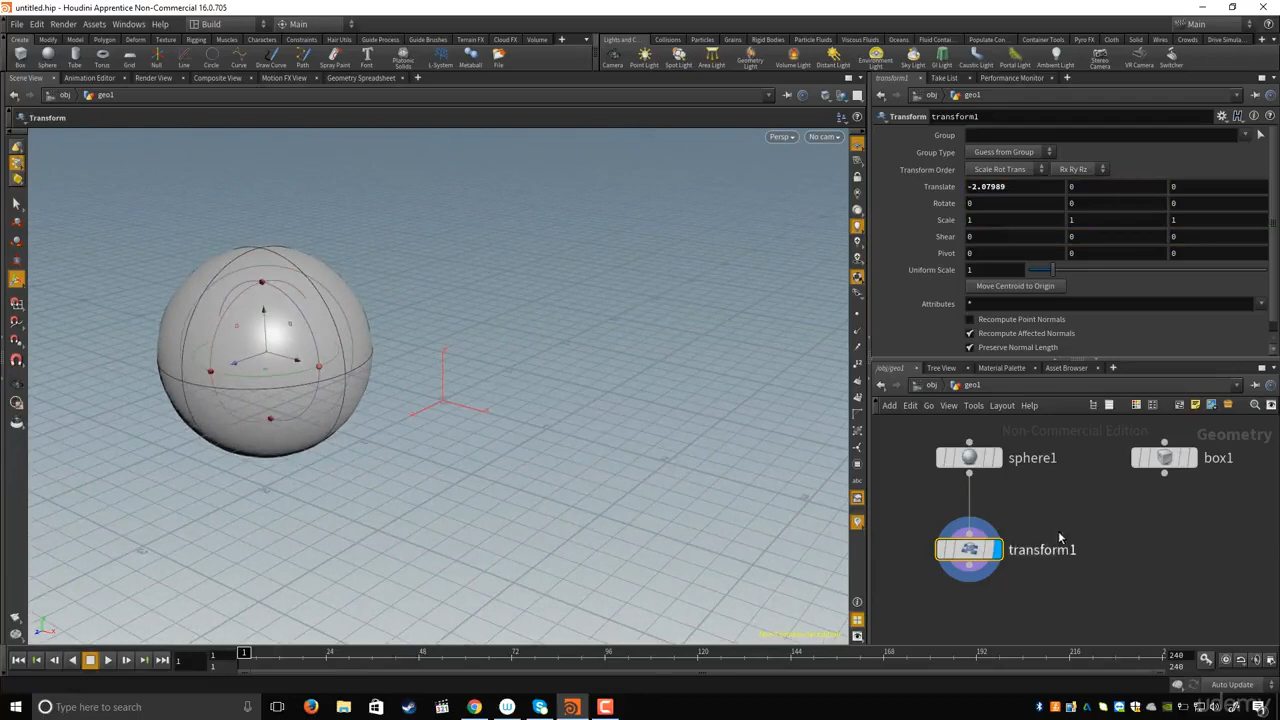 untitled.hip - Houdini Apprentice Non-Commercial 16.0.705
File Edit Render Assets Windows Help Build Main Main
Create Modify Model Polygon Deform Texture Rigging Muscles Characters Constraints Hair Utils Guide Process Guide Brushes Terrain FX Cloud FX Volume Lights and C... Collisions Particles Grains Rigid Bodies Particle Fluids Viscous Fluids Oceans Fluid Contai... Populate Con... Container Tools Pyro FX Cloth Solid Wires Crowds Drive Simula...
Box Sphere Tube Torus Grid Null Line Circle Curve Draw Curve Path Spray Paint Font Platonic Solids L-System Metaball File Camera Point Light Spot Light Area Light Geometry Light Volume Light Distant Light Environment Light Sky Light GI Light Caustic Light Portal Light Ambient Light Stereo Camera VR Camera Switcher
Scene View Animation Editor Render View Composite View Motion FX View Geometry Spreadsheet transform1 Take List Performance Monitor
obj geo1 obj geo1
Transform
Persp No cam
Transform transform1
Group
Group Type Guess from Group
Transform Order Scale Rot Trans Rx Ry Rz
Translate -2.07989 0 0
Rotate 0 0 0
Scale 1 1 1
Shear 0 0 0
Pivot 0 0 0
Uniform Scale 1
Move Centroid to Origin
Attributes *
Recompute Point Normals
Recompute Affected Normals
Preserve Normal Length
/obj/geo1 Tree View Material Palette Asset Browser
obj geo1
Add Edit Go View Tools Layout Help
Non-Commercial Edition Geometry
sphere1 box1
transform1
abc
1 24 48 72 96 120 144 168 192 216 240
1 1 1 240
Auto Update
Type here to search
udemy